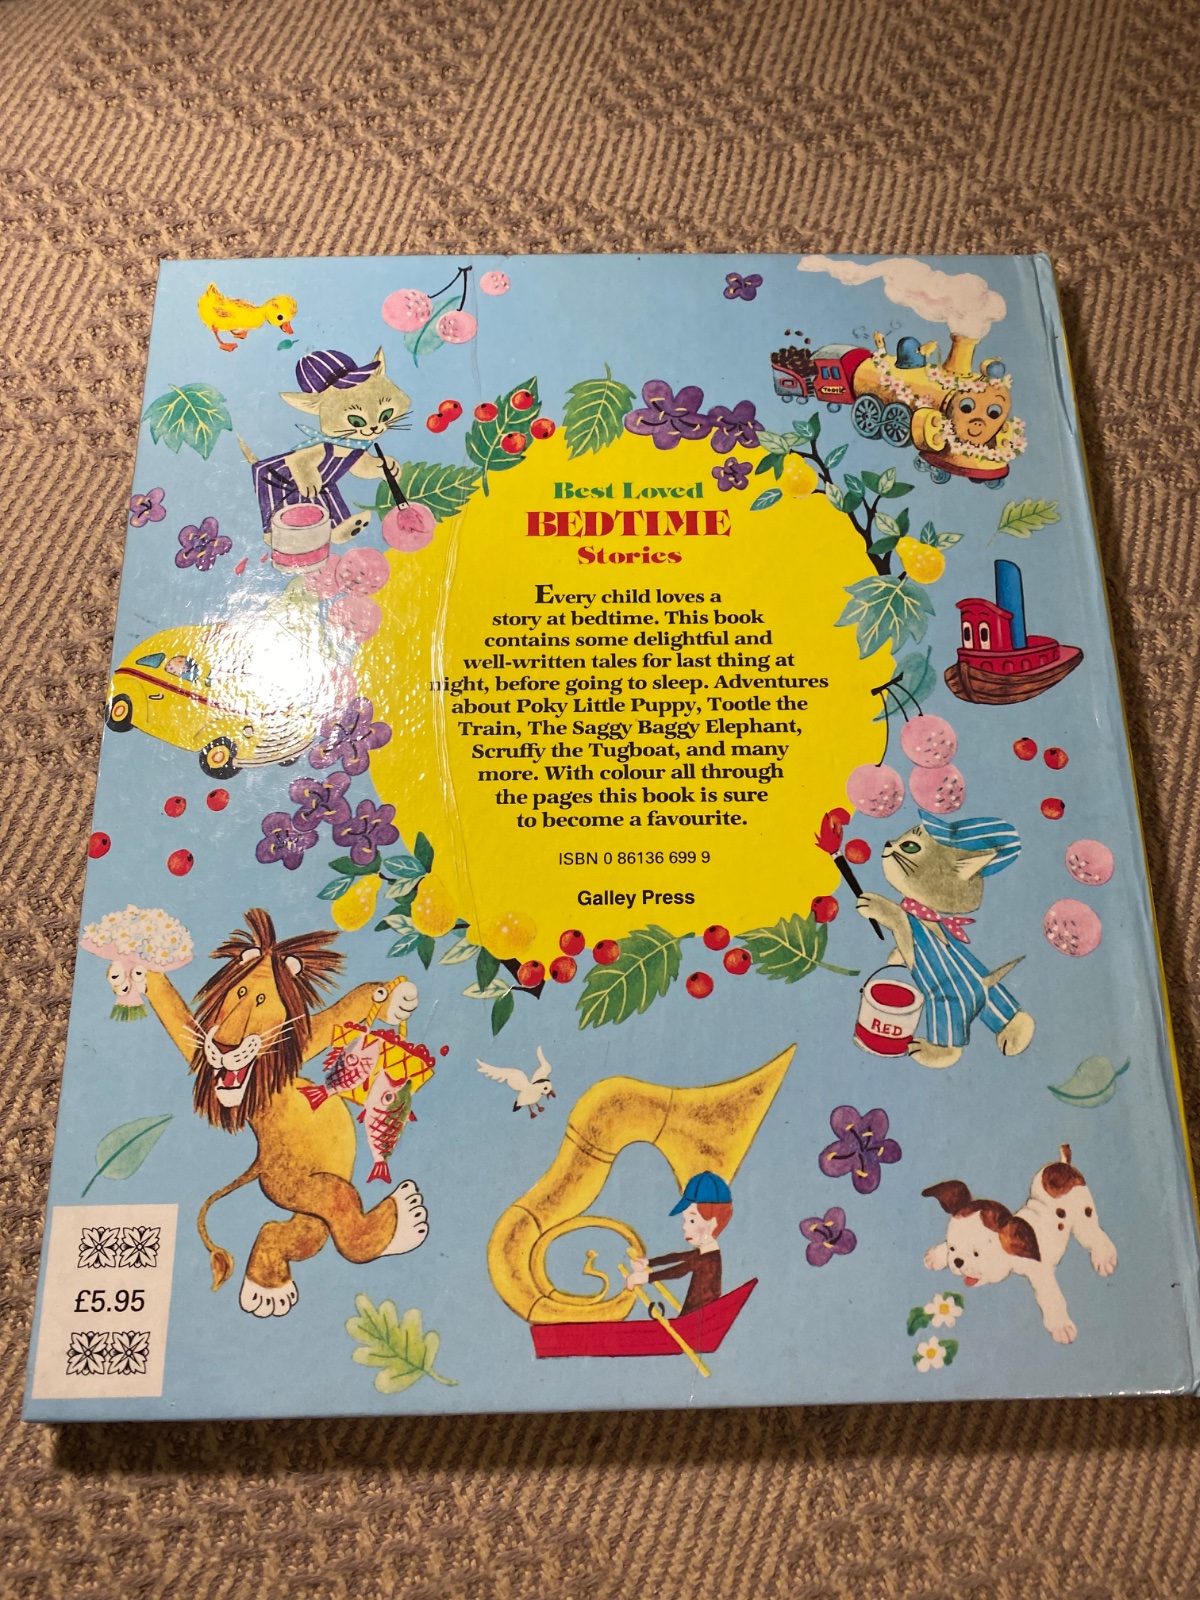 Best Loved
BEDTIME
Stories
Every child loves a
story at bedtime. This book
contains some delightful and
well-written tales for last thing at
night, before going to sleep. Adventures
about Poky Little Puppy, Tootle the
Train, The Saggy Baggy Elephant,
Scruffy the Tugboat, and many
more. With colour all through
the pages this book is sure
to become a favourite.
ISBN 0 86136 699 9
Galley Press
RED
£5.95